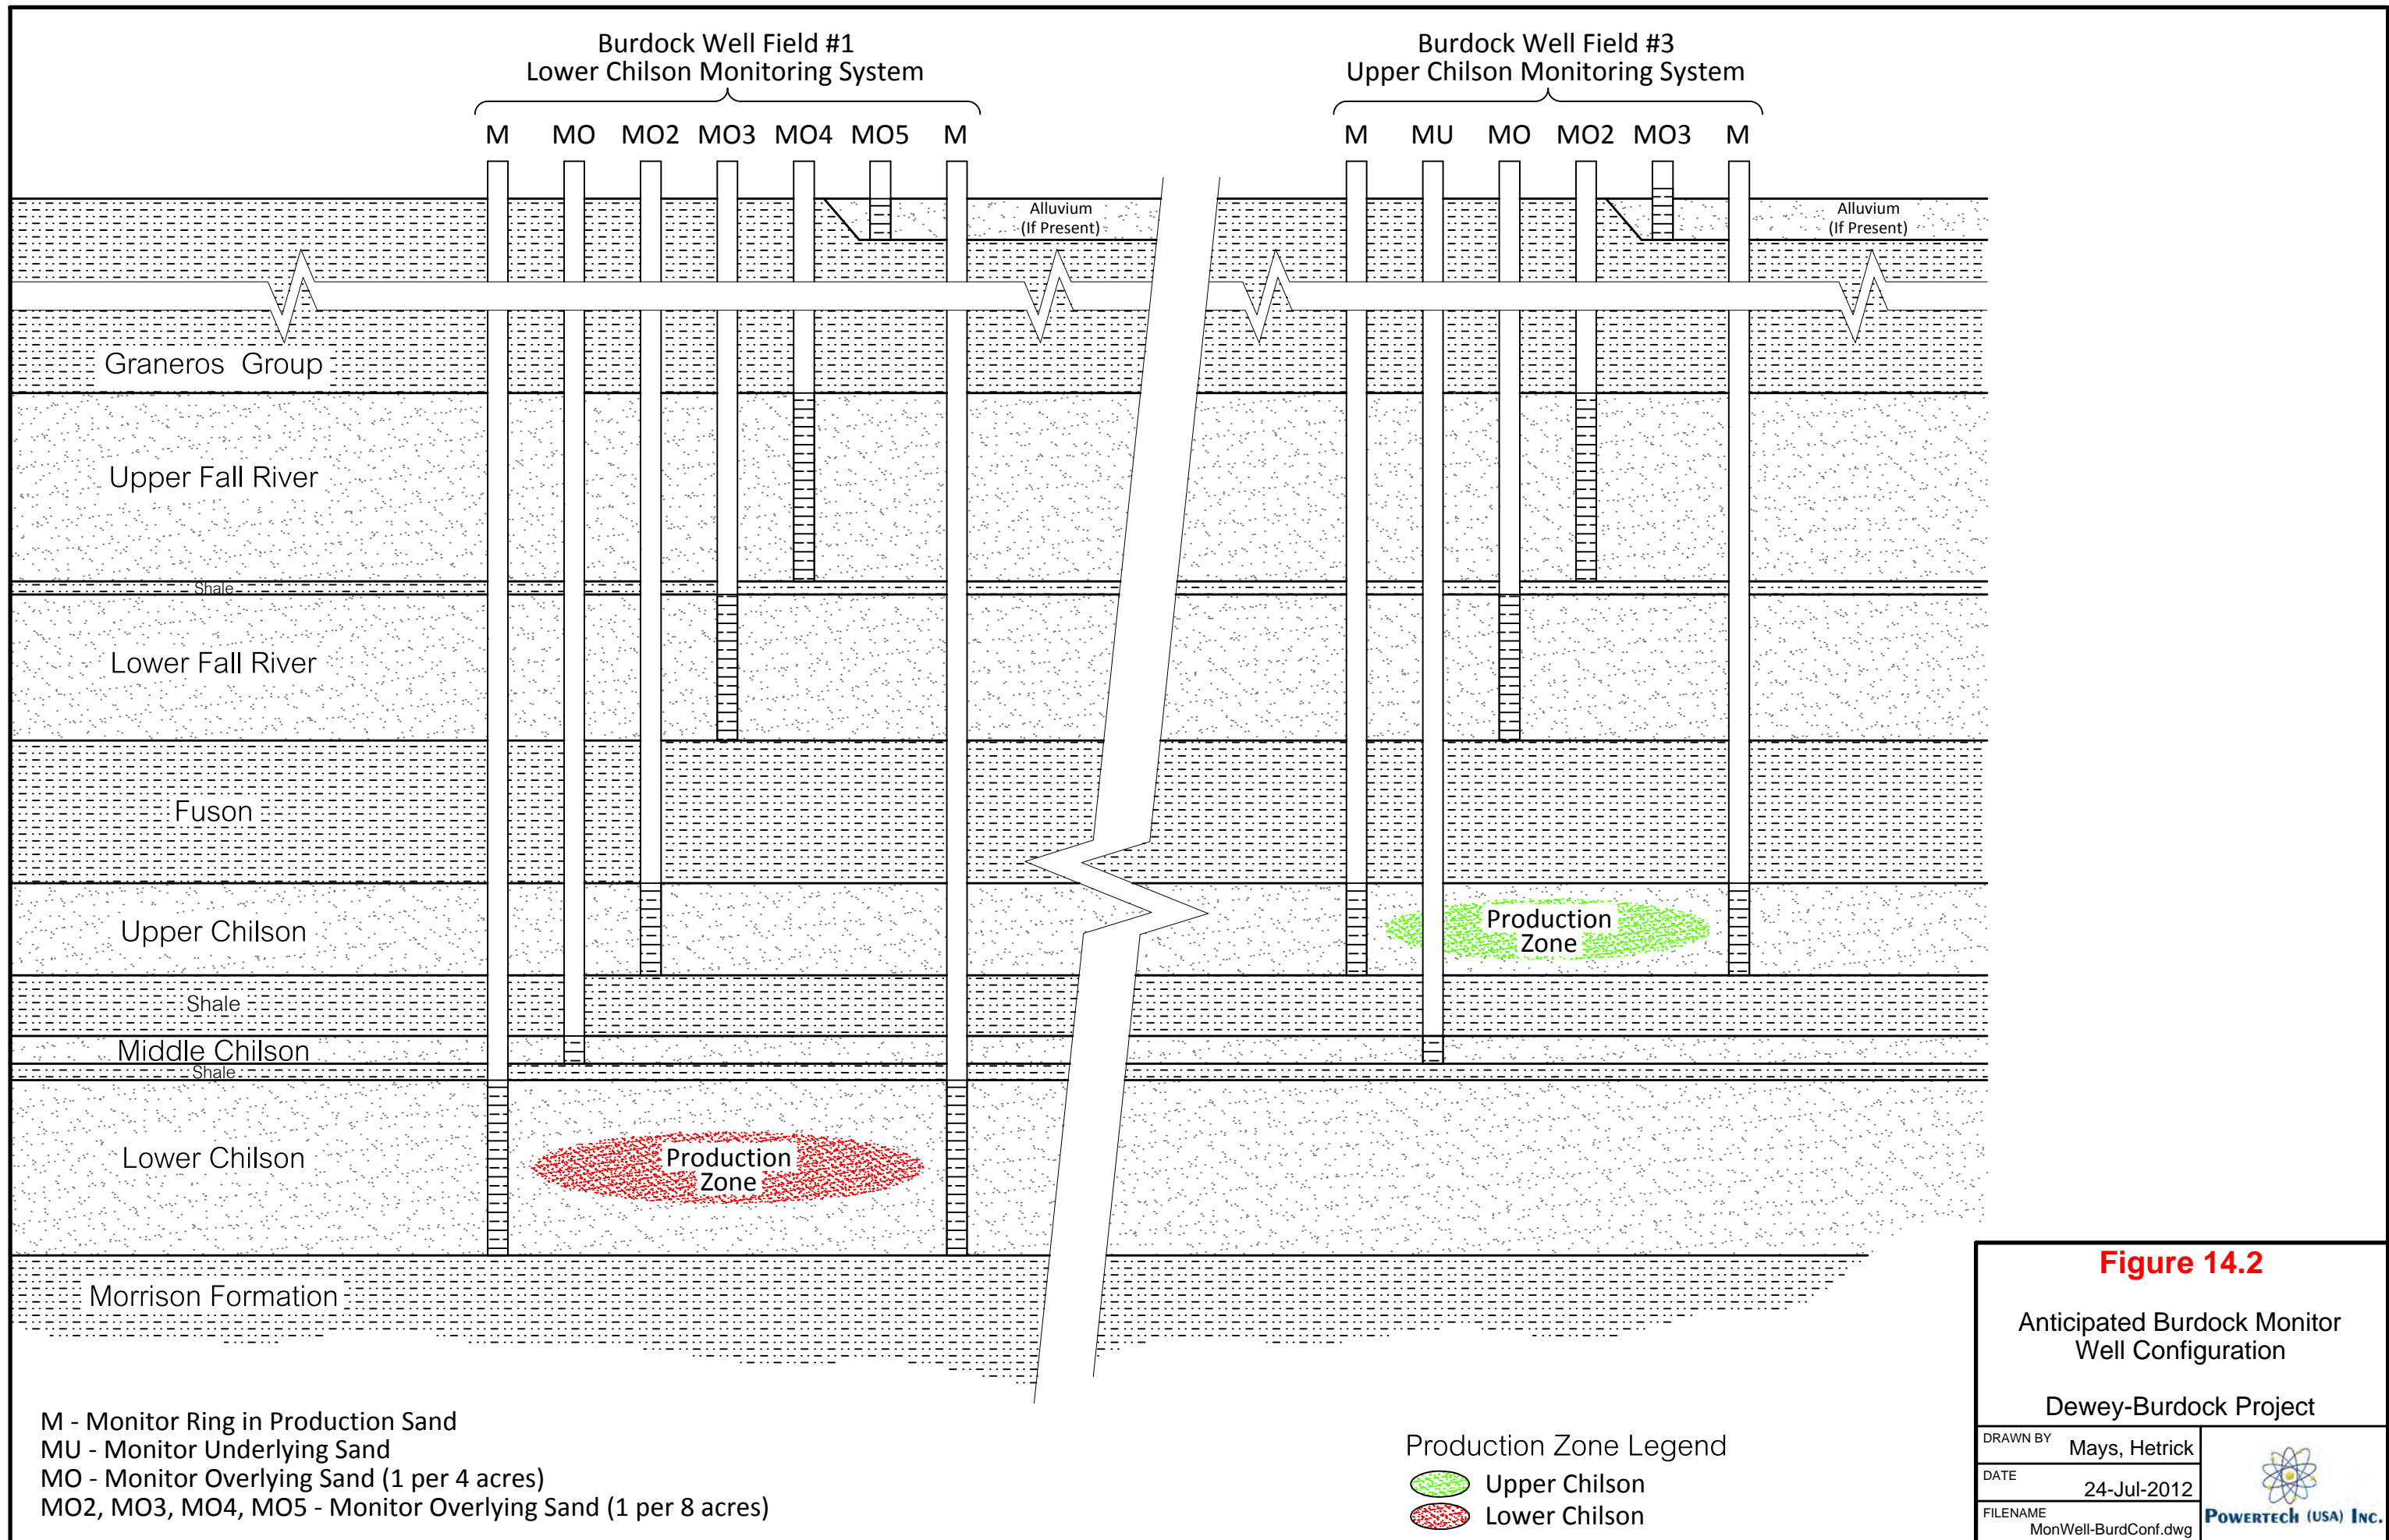 Burdock Well Field #1
Lower Chilson Monitoring System
Burdock Well Field #3
Upper Chilson Monitoring System
M MO MO2 MO3 MO4 MO5 M
M MU MO MO2 MO3 M
Alluvium
(If Present)
Alluvium
(If Present)
Graneros Group
Upper Fall River
Shale
Lower Fall River
Fuson
Upper Chilson
Production
Zone
Shale
Middle Chilson
Shale
Lower Chilson
Production
Zone
Morrison Formation
M - Monitor Ring in Production Sand
MU - Monitor Underlying Sand
MO - Monitor Overlying Sand (1 per 4 acres)
MO2, MO3, MO4, MO5 - Monitor Overlying Sand (1 per 8 acres)
Production Zone Legend
Upper Chilson
Lower Chilson
Figure 14.2
Anticipated Burdock Monitor
Well Configuration
Dewey-Burdock Project
DRAWN BY Mays, Hetrick
DATE 24-Jul-2012
FILENAME MonWell-BurdConf.dwg
Powertech (USA) Inc.